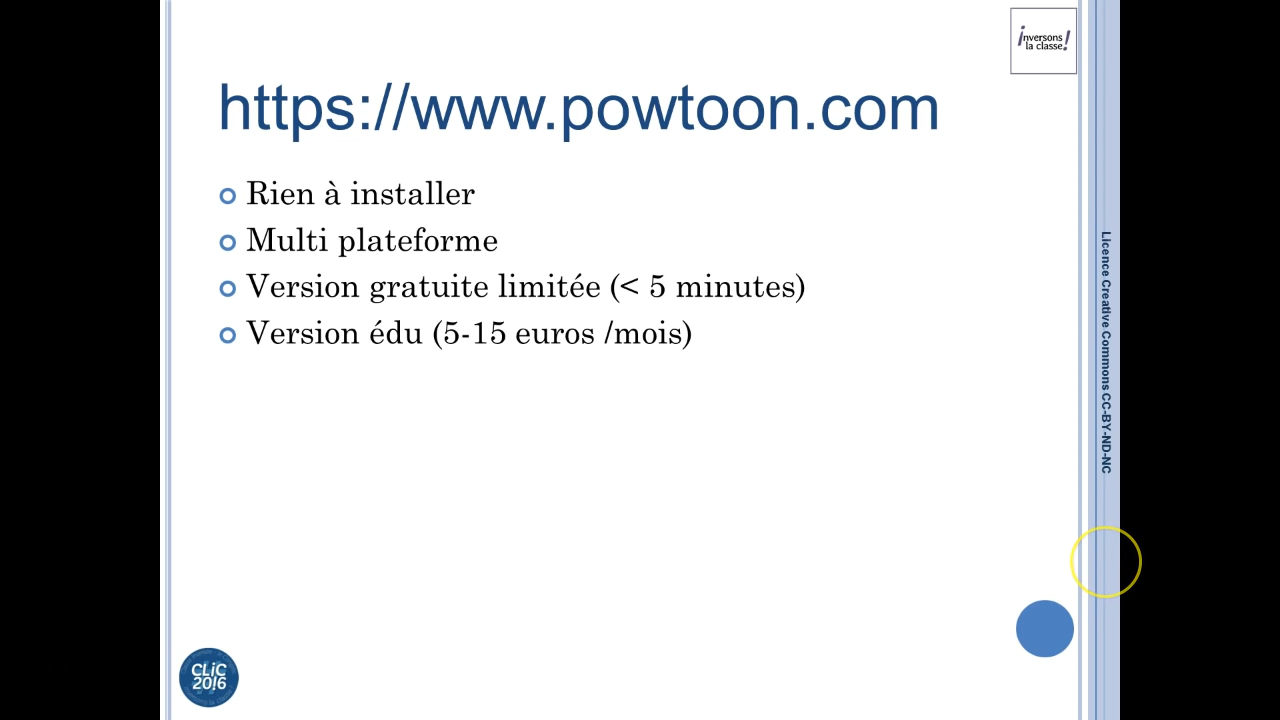 inversons
la classe!
https://www.powtoon.com
Rien à installer
Multi plateforme
Version gratuite limitée (< 5 minutes)
Version édu (5-15 euros /mois)
Licence Creative Commons CC-BY-ND-NC
CLiC
2016